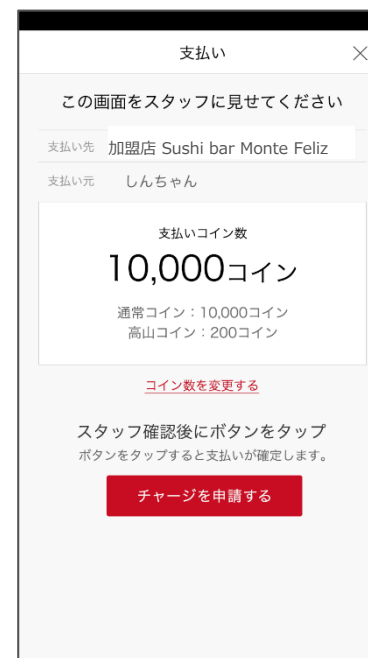 支払い
この画面をスタッフに見せてください
支払い先 加盟店 Sushi bar Monte Feliz
支払い元 しんちゃん
支払いコイン数
10,000コイン
通常コイン：10,000コイン
高山コイン：200コイン
コイン数を変更する
スタッフ確認後にボタンをタップ
ボタンをタップすると支払いが確定します。
チャージを申請する